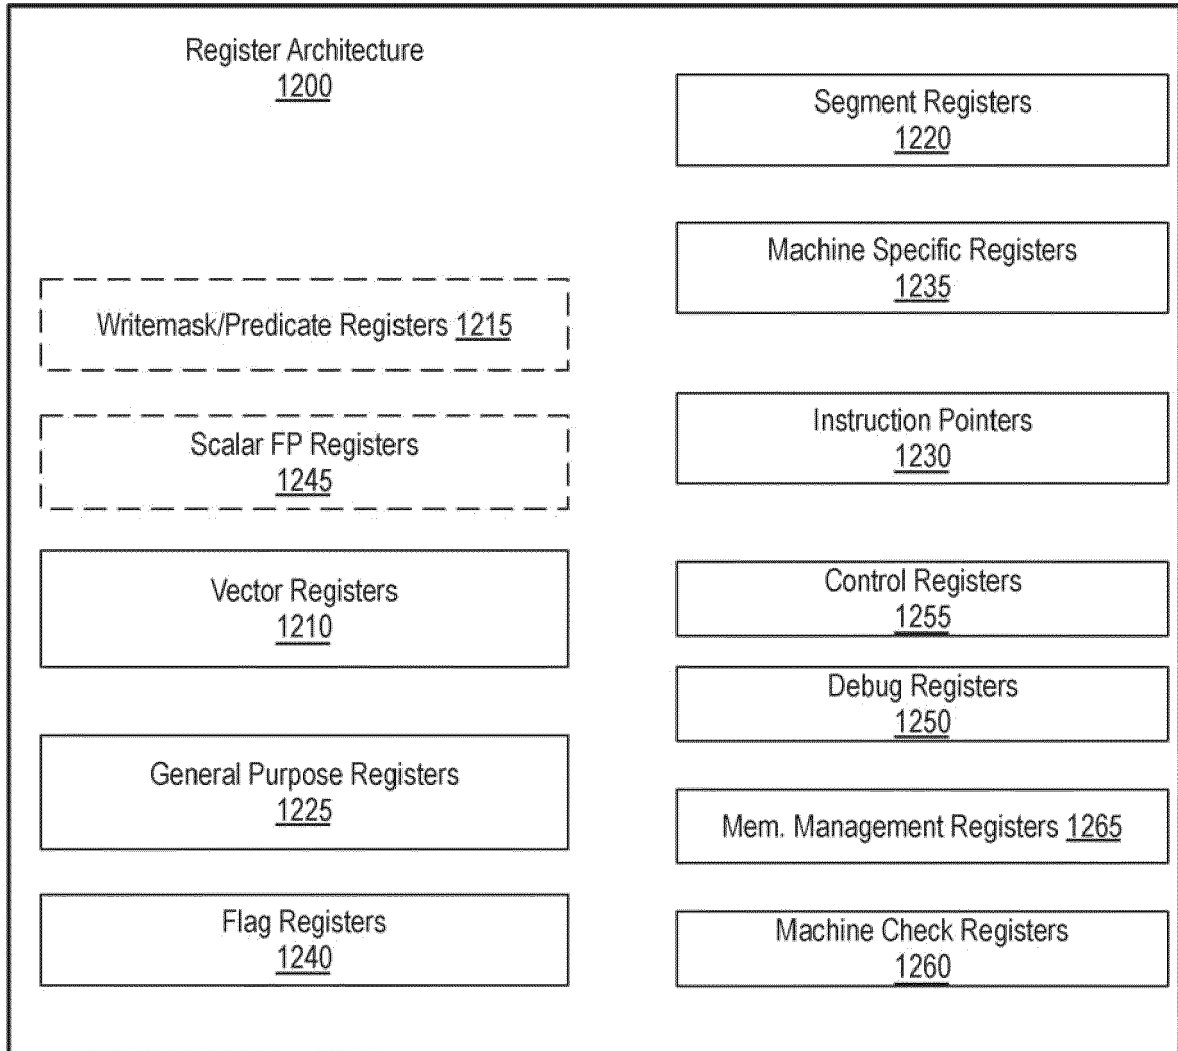 Register Architecture
1200
Writemask/Predicate Registers 1215
Scalar FP Registers
1245
Vector Registers
1210
General Purpose Registers
1225
Flag Registers
1240
Segment Registers
1220
Machine Specific Registers
1235
Instruction Pointers
1230
Control Registers
1255
Debug Registers
1250
Mem. Management Registers 1265
Machine Check Registers
1260